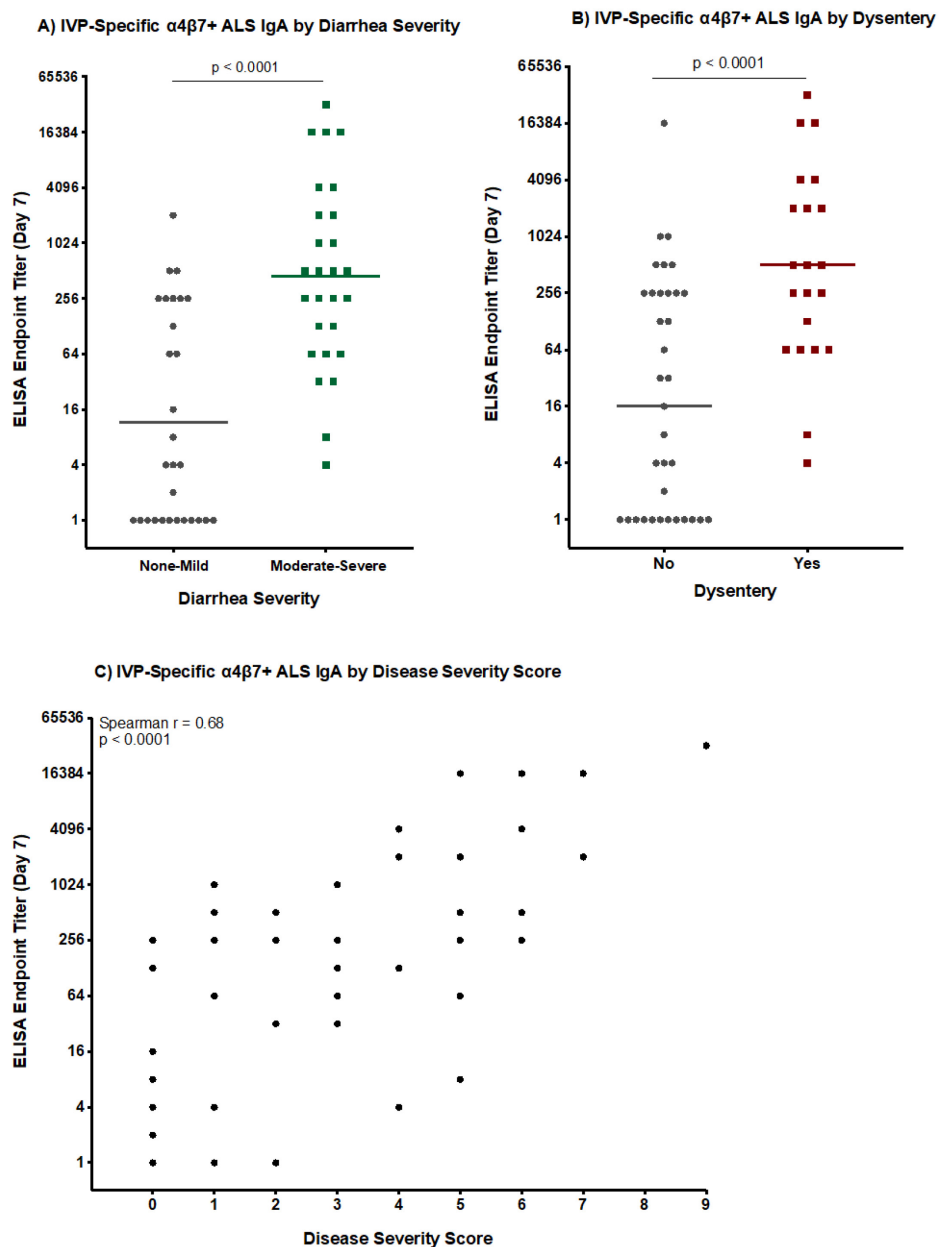 A) IVP-Specific α4β7+ ALS IgA by Diarrhea Severity
p < 0.0001
ELISA Endpoint Titer (Day 7)
65536
16384
4096
1024
256
64
16
4
1
None-Mild Moderate-Severe
Diarrhea Severity
B) IVP-Specific α4β7+ ALS IgA by Dysentery
p < 0.0001
ELISA Endpoint Titer (Day 7)
65536
16384
4096
1024
256
64
16
4
1
No Yes
Dysentery
C) IVP-Specific α4β7+ ALS IgA by Disease Severity Score
Spearman r = 0.68
p < 0.0001
ELISA Endpoint Titer (Day 7)
65536
16384
4096
1024
256
64
16
4
1
0 1 2 3 4 5 6 7 8 9
Disease Severity Score